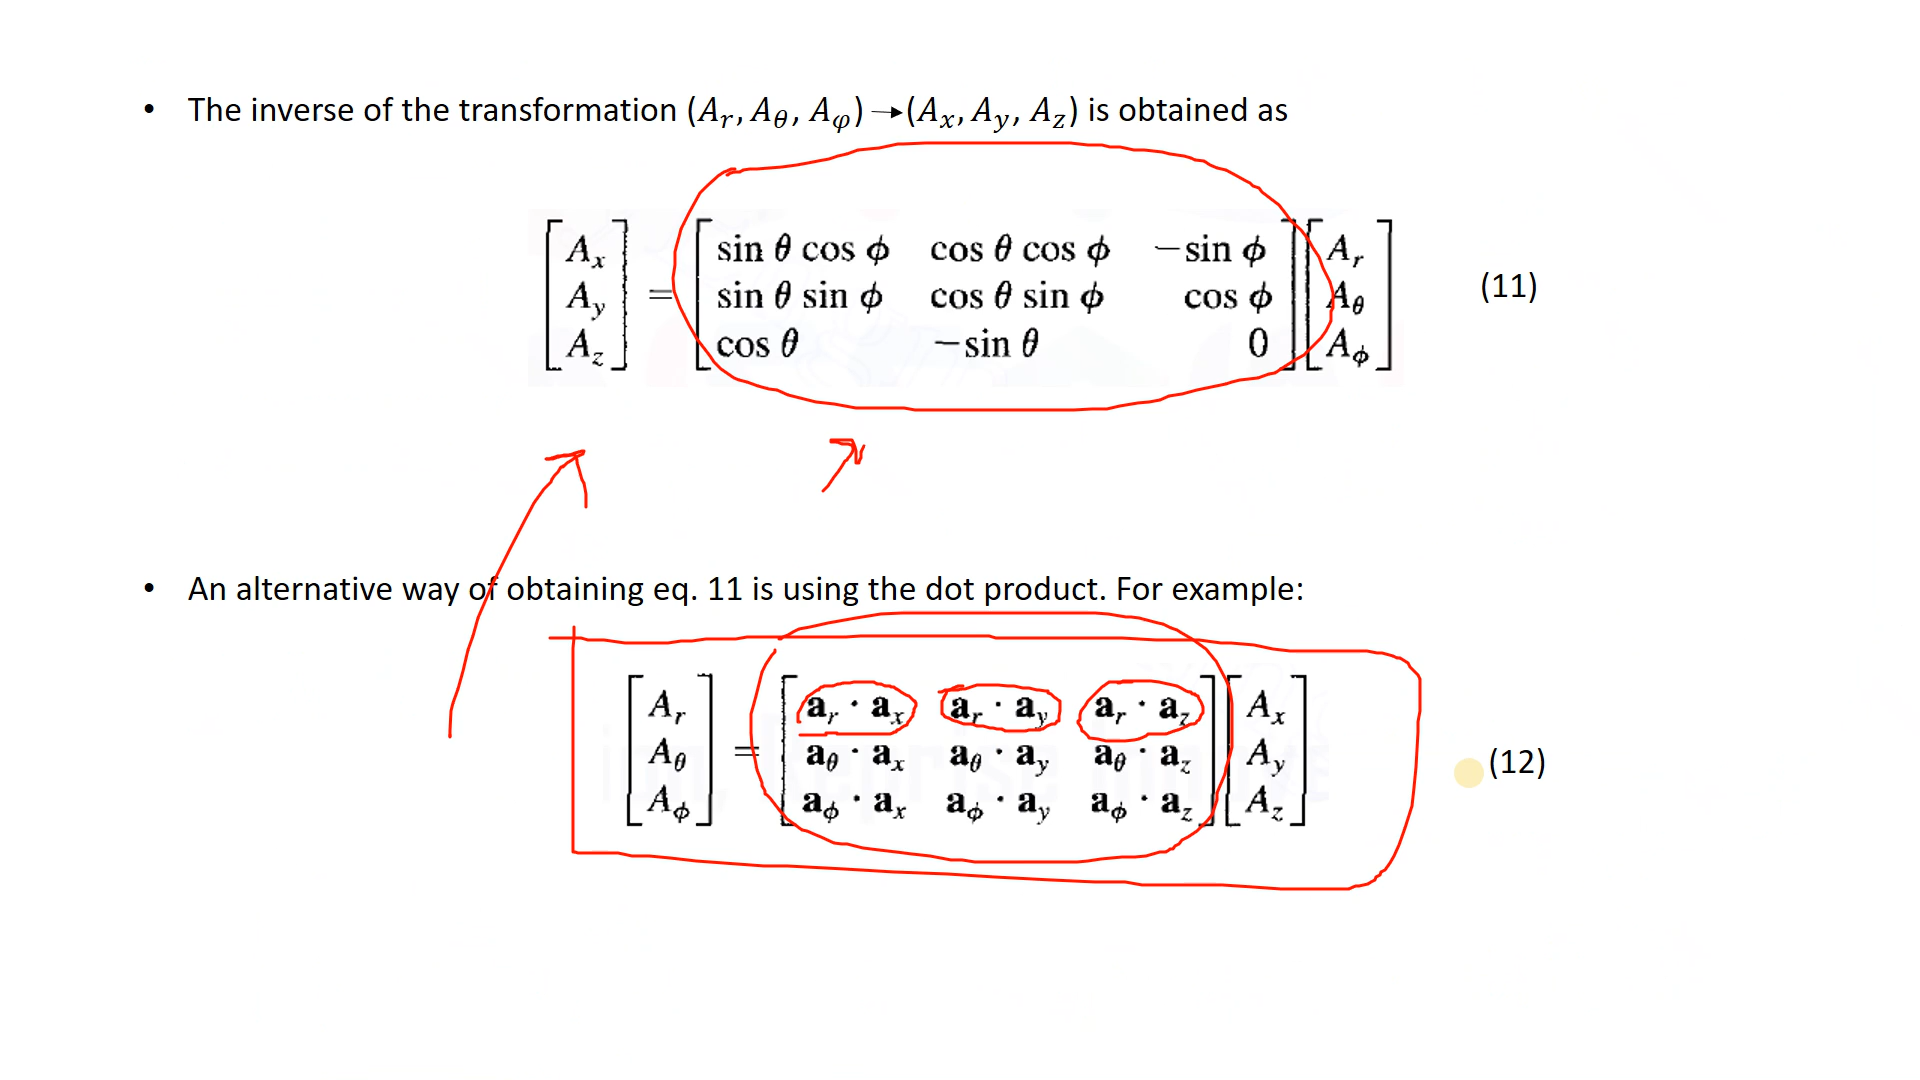 • The inverse of the transformation (A_r, A_θ, A_φ) → (A_x, A_y, A_z) is obtained as
[A_x] = [sin θ cos ϕ   cos θ cos ϕ   −sin ϕ] [A_r]
[A_y] = [sin θ sin ϕ   cos θ sin ϕ   cos ϕ] [A_θ] (11)
[A_z] = [cos θ   −sin θ   0] [A_ϕ]
• An alternative way of obtaining eq. 11 is using the dot product. For example:
[A_r] = [a_r · a_x   a_r · a_y   a_r · a_z] [A_x]
[A_θ] = [a_θ · a_x   a_θ · a_y   a_θ · a_z] [A_y] (12)
[A_ϕ] = [a_ϕ · a_x   a_ϕ · a_y   a_ϕ · a_z] [A_z]